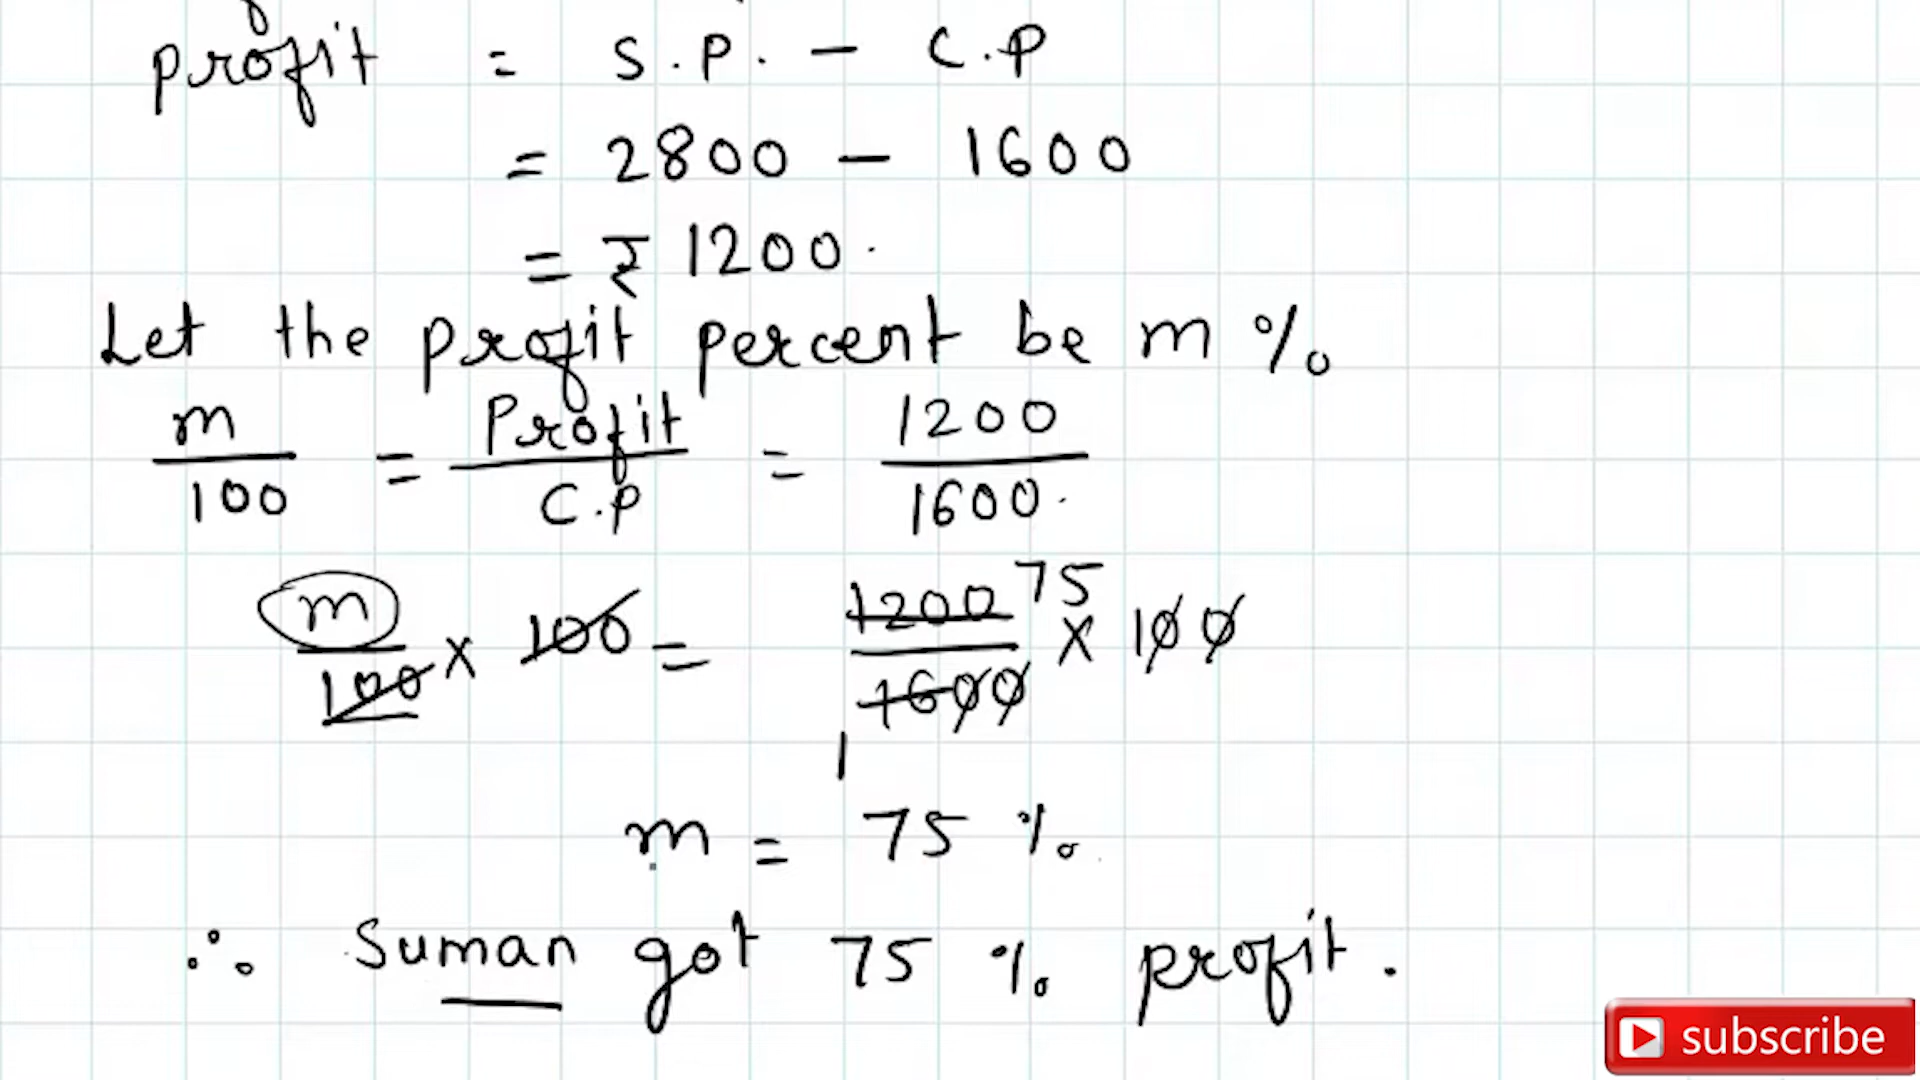 profit = S.P. - C.P
= 2800 - 1600
= ₹ 1200.
Let the profit percent be m %
m/100 = Profit/C.P = 1200/1600.
m/100 × 100 = 1200/1600 × 100
75
1
m = 75 %
∴ Suman got 75 % profit.
subscribe